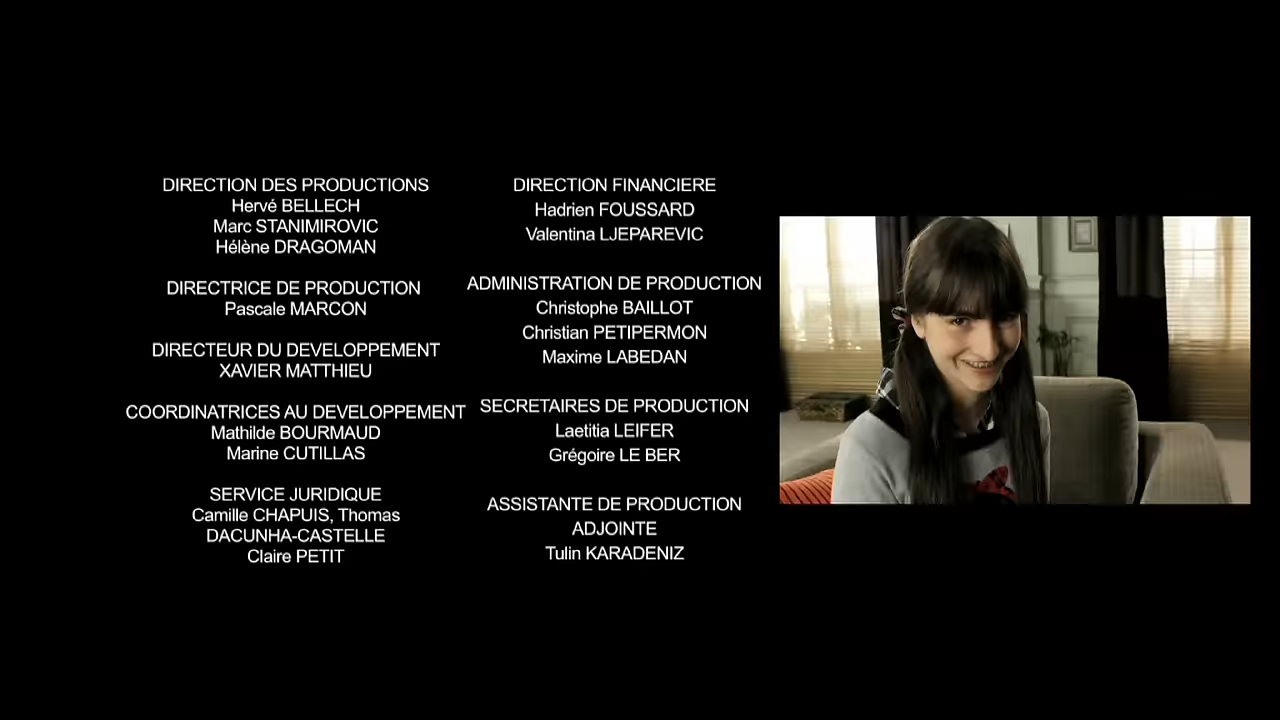 DIRECTION DES PRODUCTIONS
Hervé BELLECH
Marc STANIMIROVIC
Hélène DRAGOMAN
DIRECTRICE DE PRODUCTION
Pascale MARCON
DIRECTEUR DU DEVELOPPEMENT
XAVIER MATTHIEU
COORDINATRICES AU DEVELOPPEMENT
Mathilde BOURMAUD
Marine CUTILLAS
SERVICE JURIDIQUE
Camille CHAPUIS, Thomas
DACUNHA-CASTELLE
Claire PETIT
DIRECTION FINANCIERE
Hadrien FOUSSARD
Valentina LJEPAREVIC
ADMINISTRATION DE PRODUCTION
Christophe BAILLOT
Christian PETIPERMON
Maxime LABEDAN
SECRETAIRES DE PRODUCTION
Laetitia LEIFER
Grégoire LE BER
ASSISTANTE DE PRODUCTION
ADJOINTE
Tulin KARADENIZ